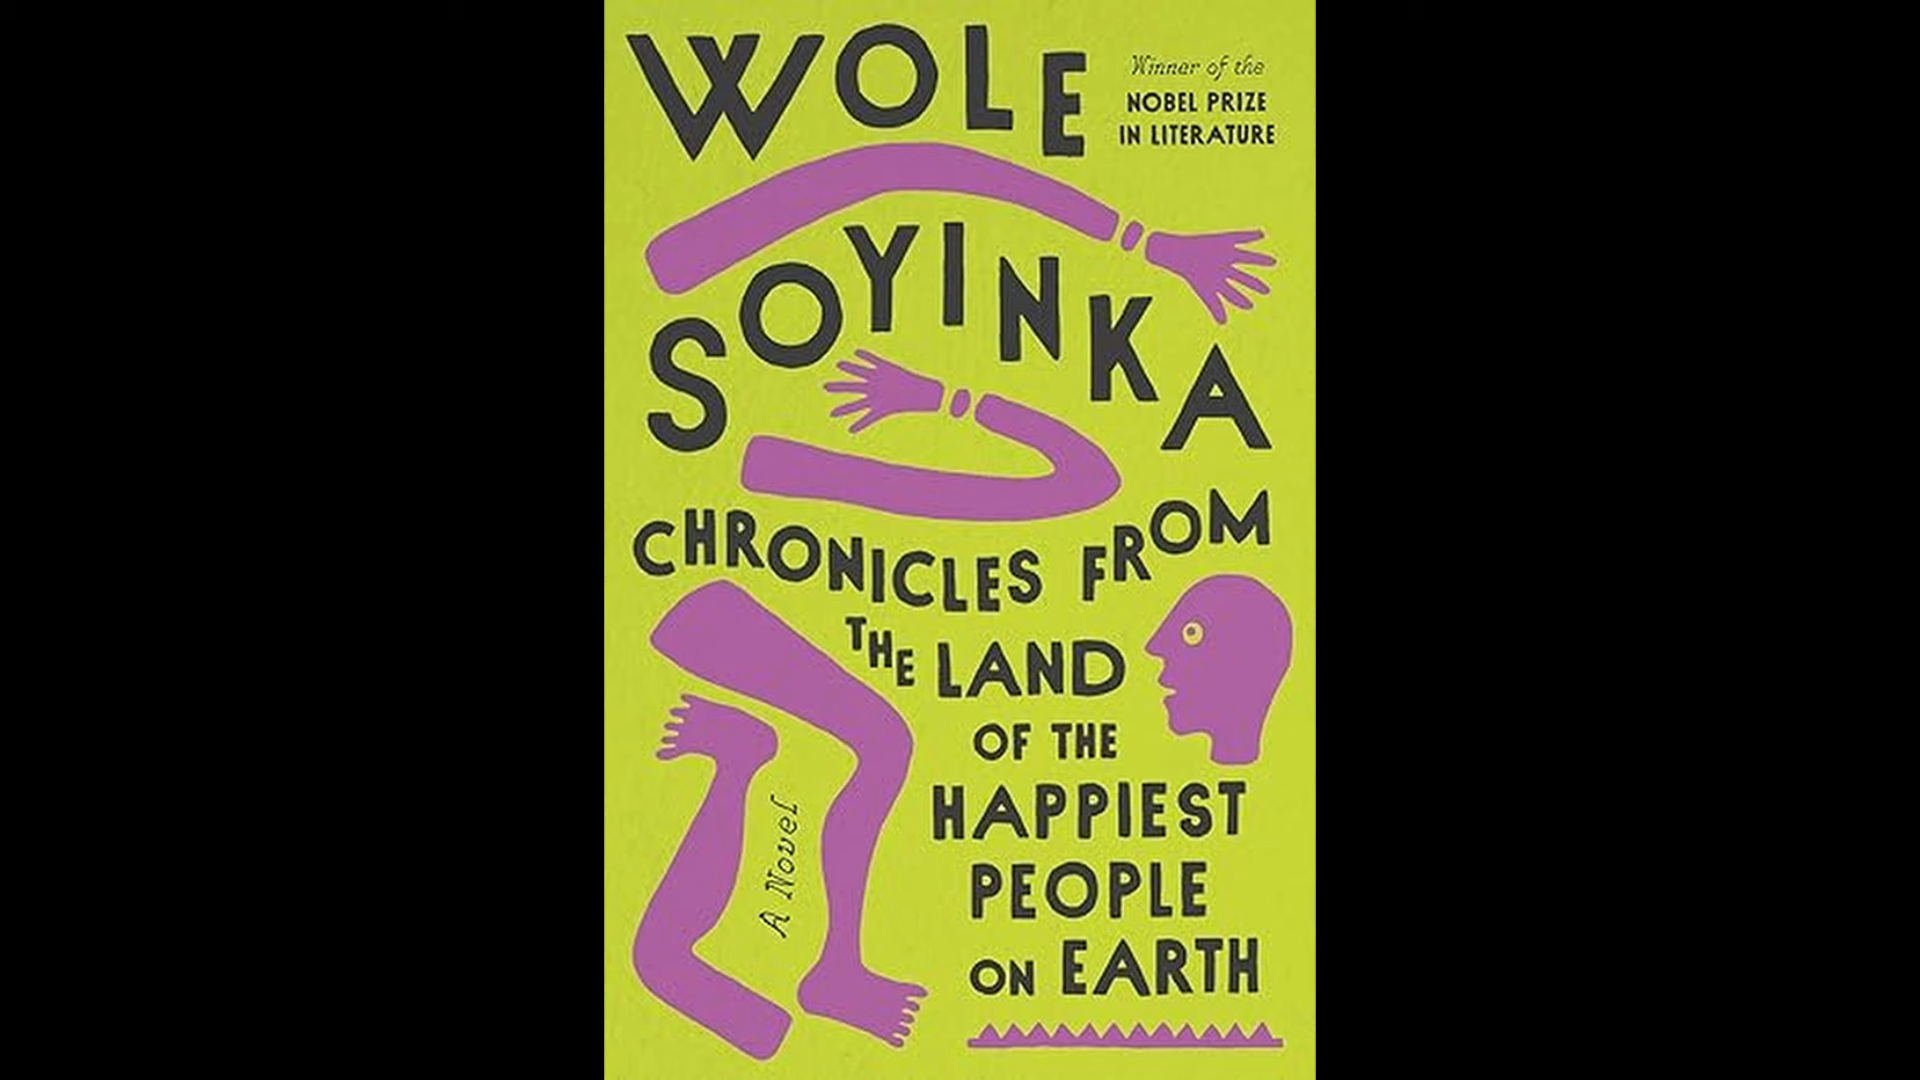 WOLE
Winner of the
NOBEL PRIZE
IN LITERATURE
SOYINKA
CHRONICLES FROM
THE LAND
OF THE
HAPPIEST
PEOPLE
ON EARTH
A Novel